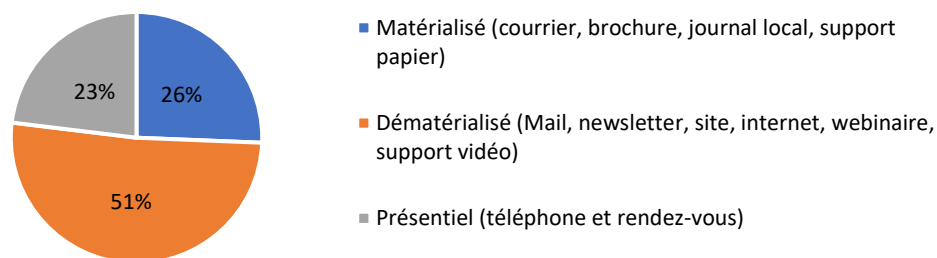 23%
26%
51%
Matérialisé (courrier, brochure, journal local, support
papier)
Dématérialisé (Mail, newsletter, site, internet, webinaire,
support vidéo)
Présentiel (téléphone et rendez-vous)